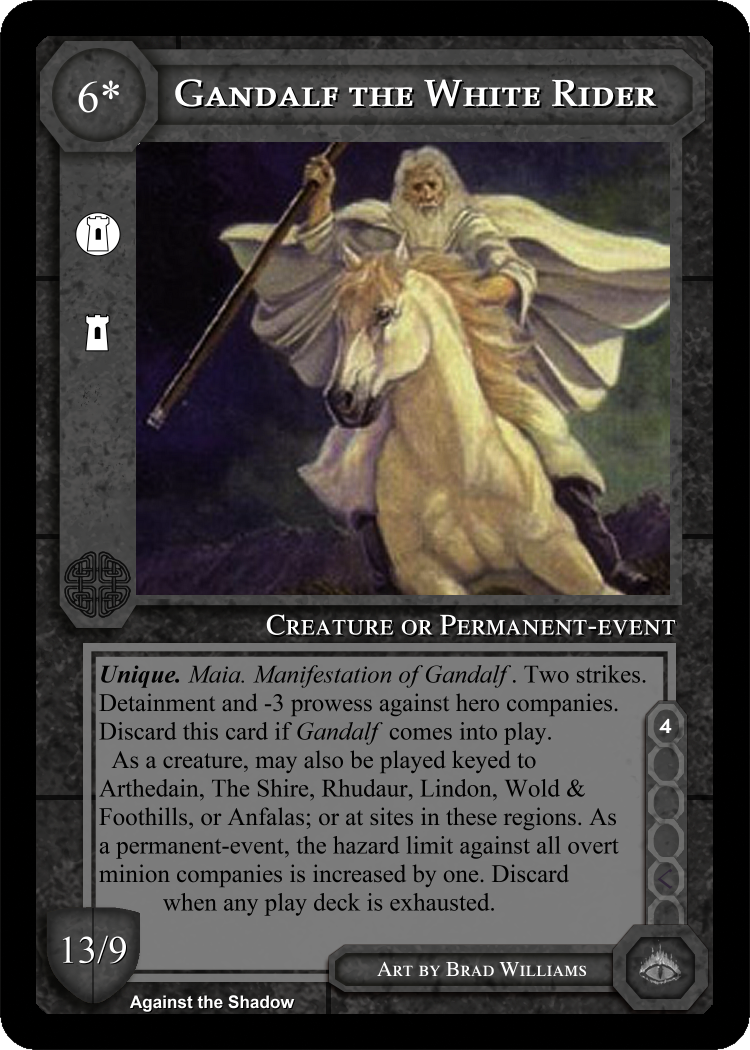 6*
Gandalf the White Rider
Creature or Permanent-event
Unique. Maia. Manifestation of Gandalf. Two strikes.
Detainment and -3 prowess against hero companies.
Discard this card if Gandalf comes into play.
As a creature, may also be played keyed to
Arthedain, The Shire, Rhudaur, Lindon, Wold &
Foothills, or Anfalas; or at sites in these regions. As
a permanent-event, the hazard limit against all overt
minion companies is increased by one. Discard
when any play deck is exhausted.
4
13/9
Art by Brad Williams
Against the Shadow